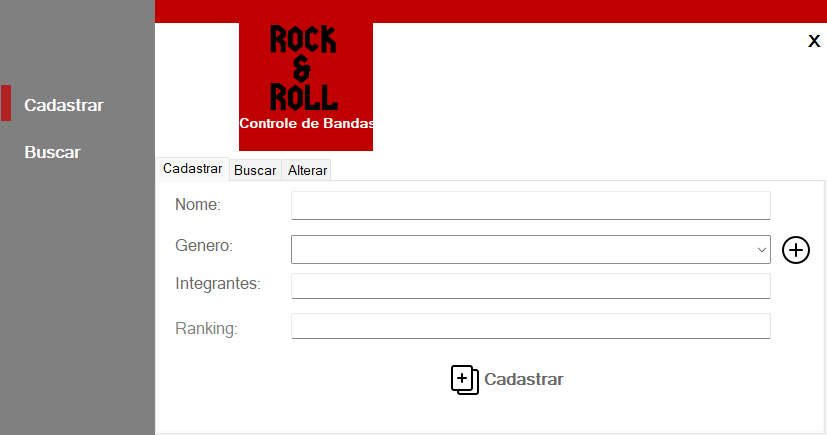 X
ROCK
&
ROLL
Controle de Bandas
Cadastrar
Buscar
Cadastrar Buscar Alterar
Nome:
Genero:
Integrantes:
Ranking:
Cadastrar